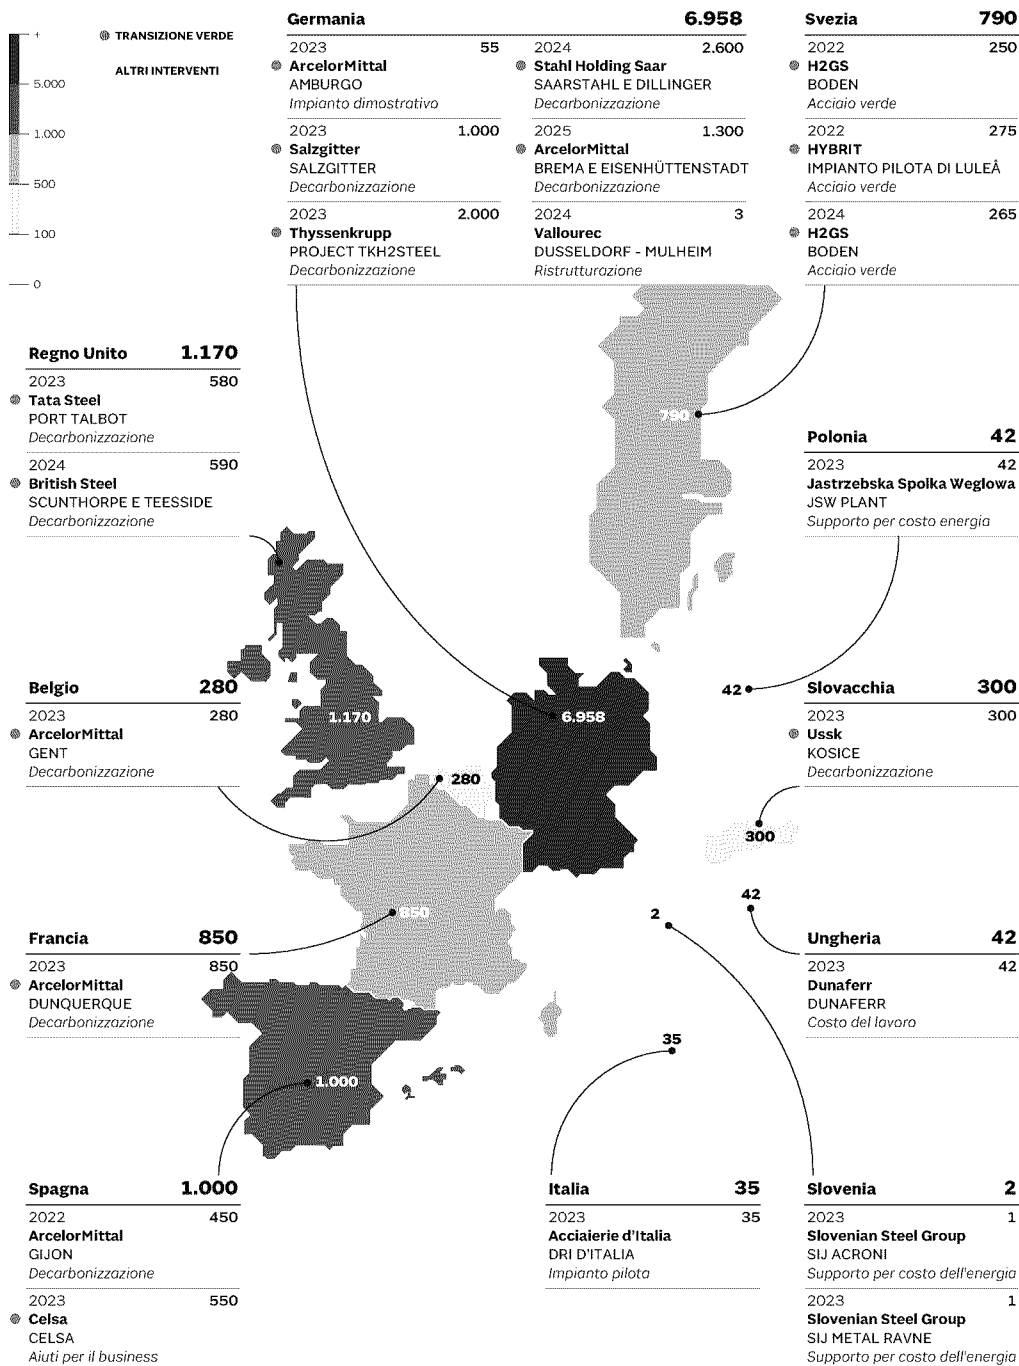 +
5.000
1.000
500
100
0
TRANSIZIONE VERDE
ALTRI INTERVENTI
Germania 6.958
2023 55
ArcelorMittal
AMBURGO
Impianto dimostrativo
2023 1.000
Salzgitter
SALZGITTER
Decarbonizzazione
2023 2.000
Thyssenkrupp
PROJECT TKH2STEEL
Decarbonizzazione
2024 2.600
Stahl Holding Saar
SAARSTAHL E DILLINGER
Decarbonizzazione
2025 1.300
ArcelorMittal
BREMA E EISENHÜTTENSTADT
Decarbonizzazione
2024 3
Vallourec
DUSSELDORF - MULHEIM
Ristrutturazione
Svezia 790
2022 250
H2GS
BODEN
Acciaio verde
2022 275
HYBRIT
IMPIANTO PILOTA DI LULEÅ
Acciaio verde
2024 265
H2GS
BODEN
Acciaio verde
Regno Unito 1.170
2023 580
Tata Steel
PORT TALBOT
Decarbonizzazione
2024 590
British Steel
SCUNTHORPE E TEESSIDE
Decarbonizzazione
790
Polonia 42
2023 42
Jastrzebska Spolka Weglowa
JSW PLANT
Supporto per costo energia
Belgio 280
2023 280
ArcelorMittal
GENT
Decarbonizzazione
1.170
6.958
42
280
Slovacchia 300
2023 300
Ussk
KOSICE
Decarbonizzazione
300
850
2
42
Francia 850
2023 850
ArcelorMittal
DUNQUERQUE
Decarbonizzazione
Ungheria 42
2023 42
Dunaferr
DUNAFERR
Costo del lavoro
35
1.000
Spagna 1.000
2022 450
ArcelorMittal
GIJON
Decarbonizzazione
2023 550
Celsa
CELSA
Aiuti per il business
Italia 35
2023 35
Acciaierie d'Italia
DRI D'ITALIA
Impianto pilota
Slovenia 2
2023 1
Slovenian Steel Group
SIJ ACRONI
Supporto per costo dell'energia
2023 1
Slovenian Steel Group
SIJ METAL RAVNE
Supporto per costo dell'energia